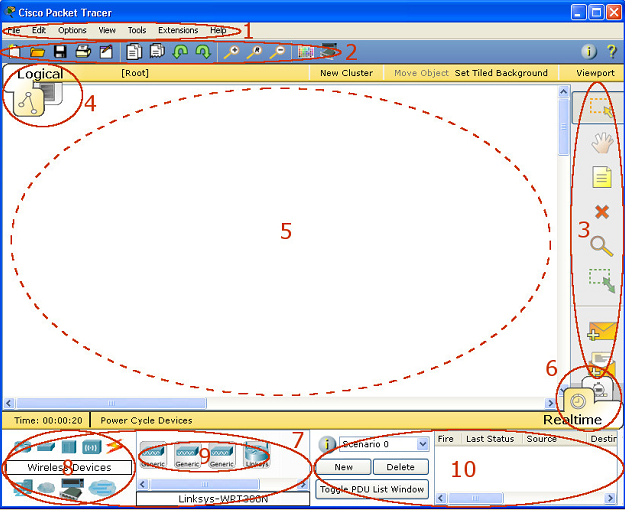 Cisco Packet Tracer
File Edit Options View Tools Extensions Help
1
2
Logical [Root] New Cluster Move Object Set Tiled Background Viewport
4
5
3
6
Realtime
Time: 00:00:20 Power Cycle Devices
7
Wireless Devices
8
9
Generic Generic Generic Linksys
Linksys-WRT300N
Scenario 0
New Delete
Toggle PDU List Window
Fire Last Status Source Destin
10